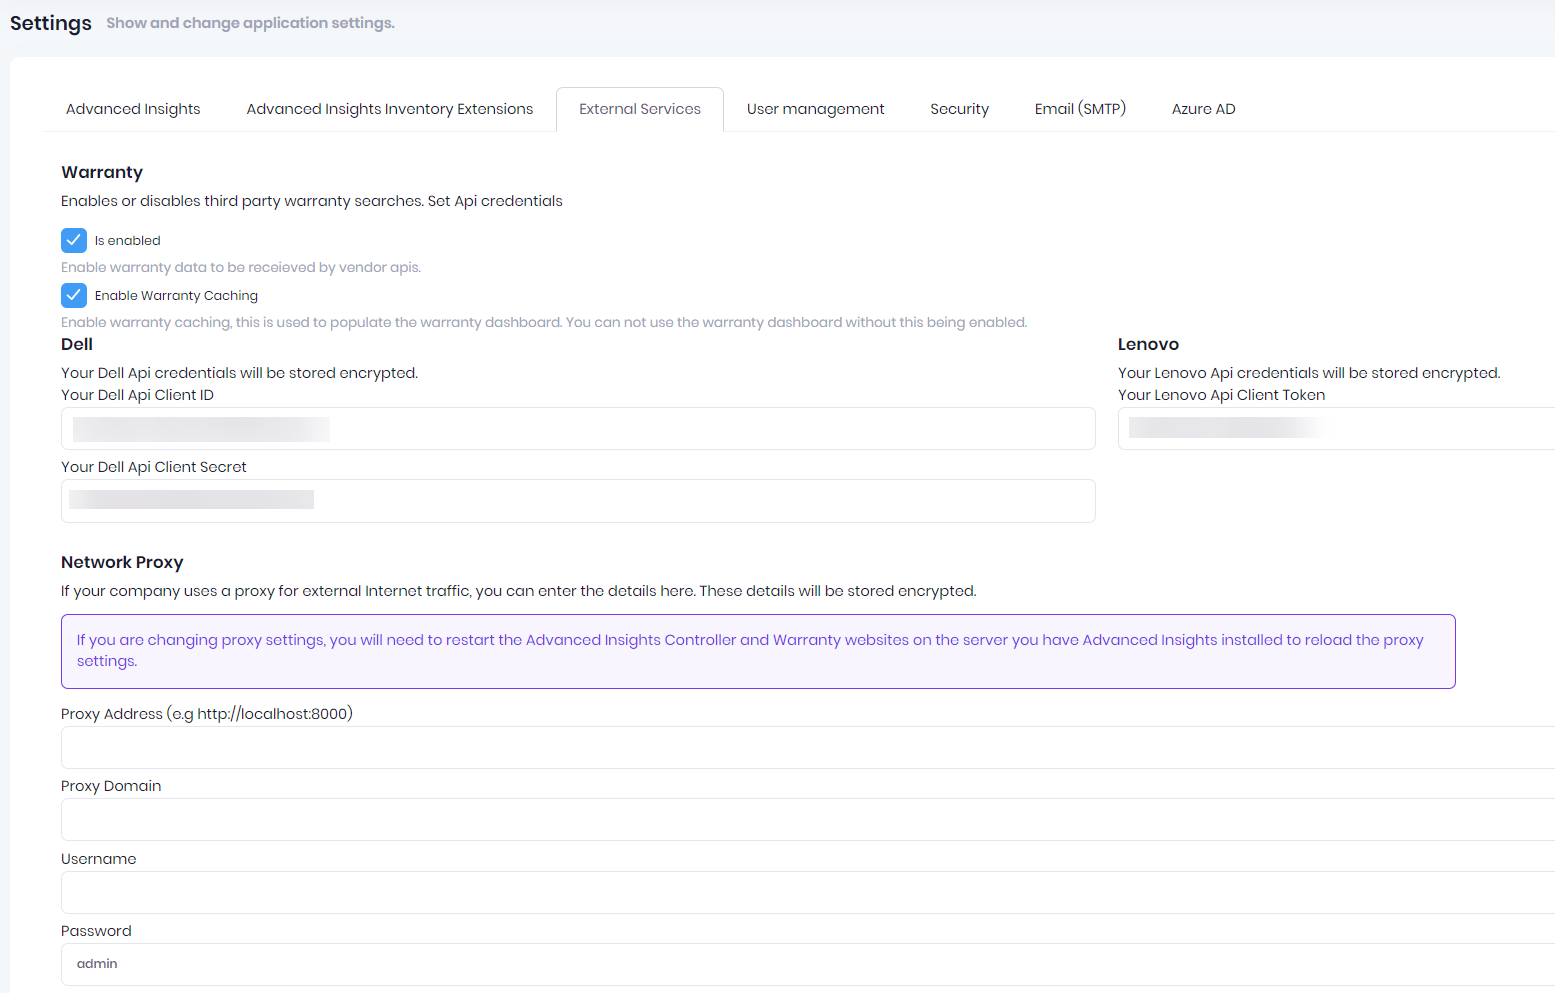 Settings Show and change application settings.
Advanced Insights Advanced Insights Inventory Extensions External Services User management Security Email (SMTP) Azure AD
Warranty
Enables or disables third party warranty searches. Set Api credentials
Is enabled
Enable warranty data to be receieved by vendor apis.
Enable Warranty Caching
Enable warranty caching, this is used to populate the warranty dashboard. You can not use the warranty dashboard without this being enabled.
Dell
Your Dell Api credentials will be stored encrypted.
Your Dell Api Client ID
Your Dell Api Client Secret
Lenovo
Your Lenovo Api credentials will be stored encrypted.
Your Lenovo Api Client Token
Network Proxy
If your company uses a proxy for external Internet traffic, you can enter the details here. These details will be stored encrypted.
If you are changing proxy settings, you will need to restart the Advanced Insights Controller and Warranty websites on the server you have Advanced Insights installed to reload the proxy
settings.
Proxy Address (e.g http://localhost:8000)
Proxy Domain
Username
Password
admin